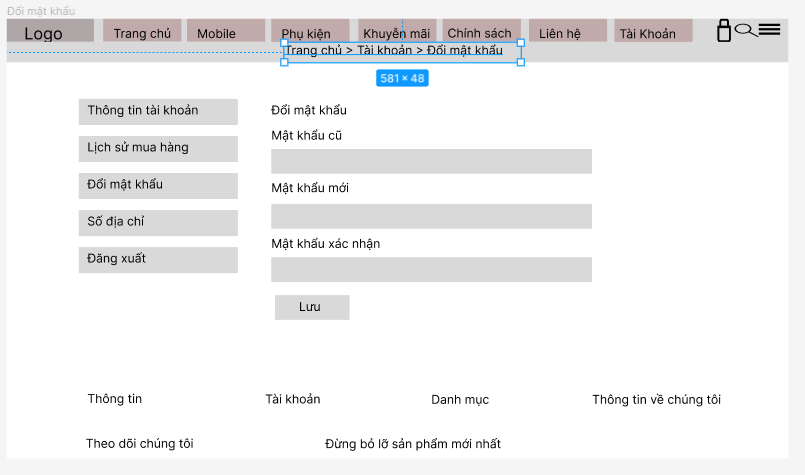 Đổi mật khẩu
Logo Trang chủ Mobile Phụ kiện Khuyễn mãi Chính sách Liên hệ Tài Khoản
Trang chủ > Tài khoản > Đổi mật khẩu
581 × 48
Thông tin tài khoản
Lịch sử mua hàng
Đổi mật khẩu
Số địa chỉ
Đăng xuất
Đổi mật khẩu
Mật khẩu cũ
Mật khẩu mới
Mật khẩu xác nhận
Lưu
Thông tin Tài khoản Danh mục Thông tin về chúng tôi
Theo dõi chúng tôi Đừng bỏ lỡ sản phẩm mới nhất